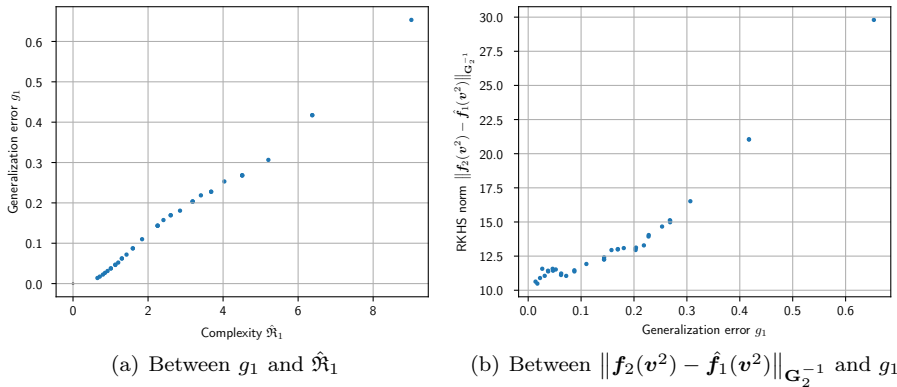 0.6
0.5
0.4
0.3
0.2
0.1
0.0
Generalization error g₁
0 2 4 6 8
Complexity ℜ̂₁
30.0
27.5
25.0
22.5
20.0
17.5
15.0
12.5
10.0
RKHS norm ‖f₂(v²) − f̂₁(v²)‖_{G₂⁻¹}
0.0 0.1 0.2 0.3 0.4 0.5 0.6
Generalization error g₁
(a) Between g₁ and ℜ̂₁
(b) Between ‖f₂(v²) − f̂₁(v²)‖_{G₂⁻¹} and g₁